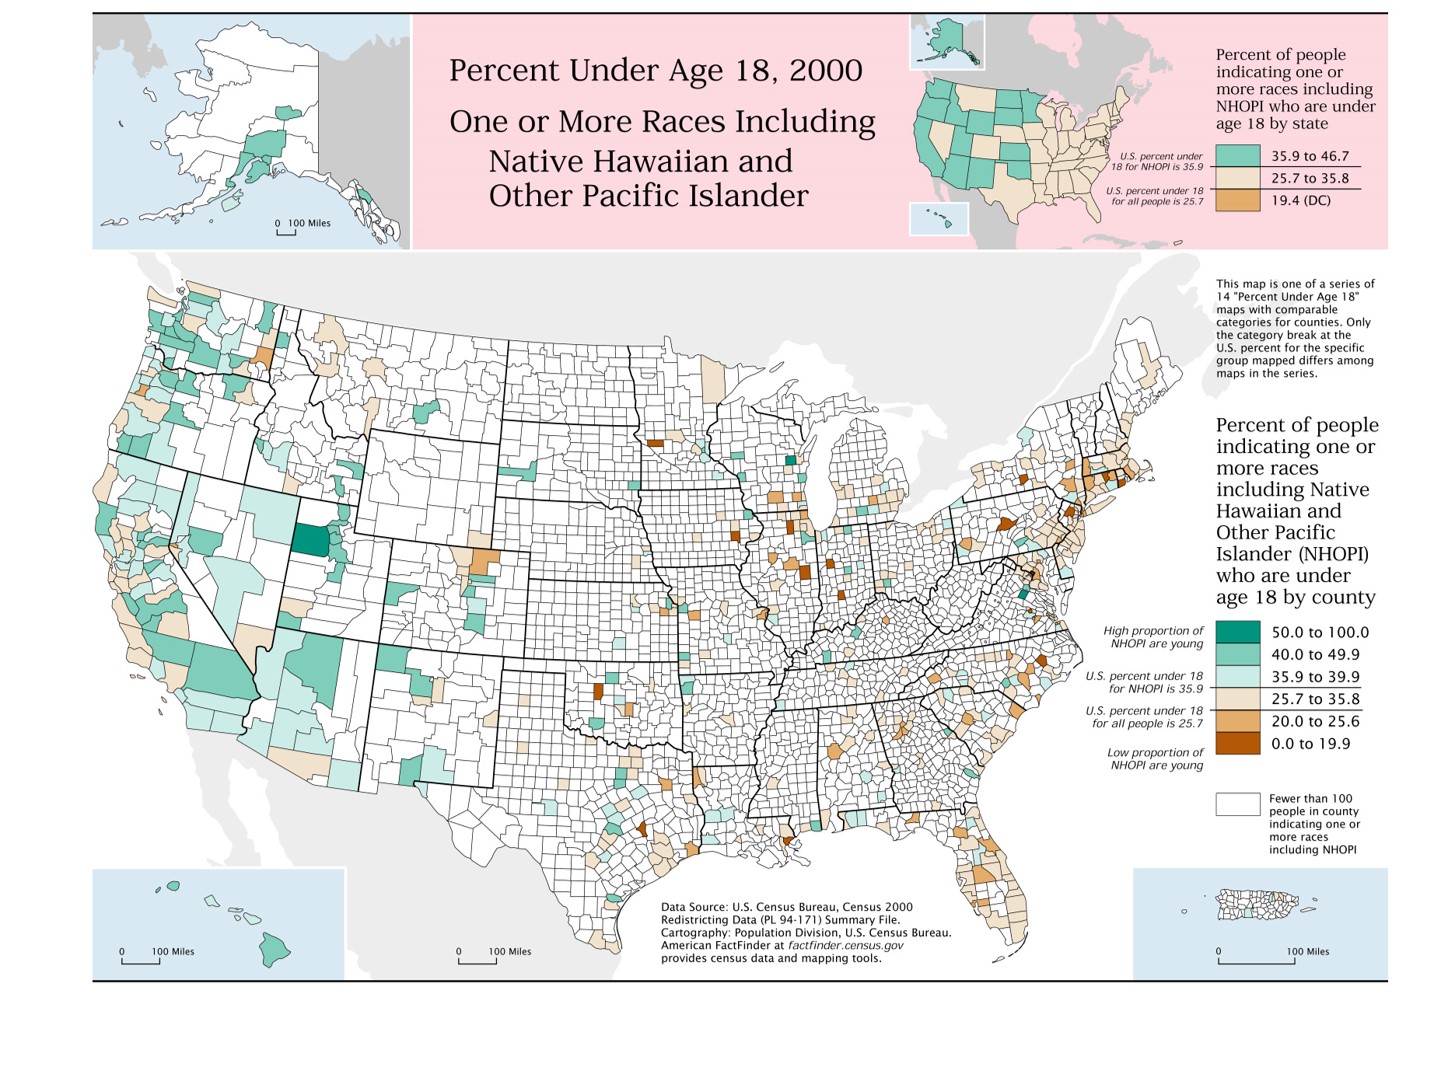 Percent Under Age 18, 2000
One or More Races Including
Native Hawaiian and
Other Pacific Islander
0 100 Miles
Percent of people
indicating one or
more races including
NHOPI who are under
age 18 by state
U.S. percent under
18 for NHOPI is 35.9
U.S. percent under 18
for all people is 25.7
35.9 to 46.7
25.7 to 35.8
19.4 (DC)
This map is one of a series of
14 "Percent Under Age 18"
maps with comparable
categories for counties. Only
the category break at the
U.S. percent for the specific
group mapped differs among
maps in the series.
Percent of people
indicating one or
more races
including Native
Hawaiian and
Other Pacific
Islander (NHOPI)
who are under
age 18 by county
High proportion of
NHOPI are young
U.S. percent under 18
for NHOPI is 35.9
U.S. percent under 18
for all people is 25.7
Low proportion of
NHOPI are young
50.0 to 100.0
40.0 to 49.9
35.9 to 39.9
25.7 to 35.8
20.0 to 25.6
0.0 to 19.9
Fewer than 100
people in county
indicating one or
more races
including NHOPI
0 100 Miles
0 100 Miles
Data Source: U.S. Census Bureau, Census 2000
Redistricting Data (PL 94-171) Summary File.
Cartography: Population Division, U.S. Census Bureau.
American FactFinder at factfinder.census.gov
provides census data and mapping tools.
0 100 Miles